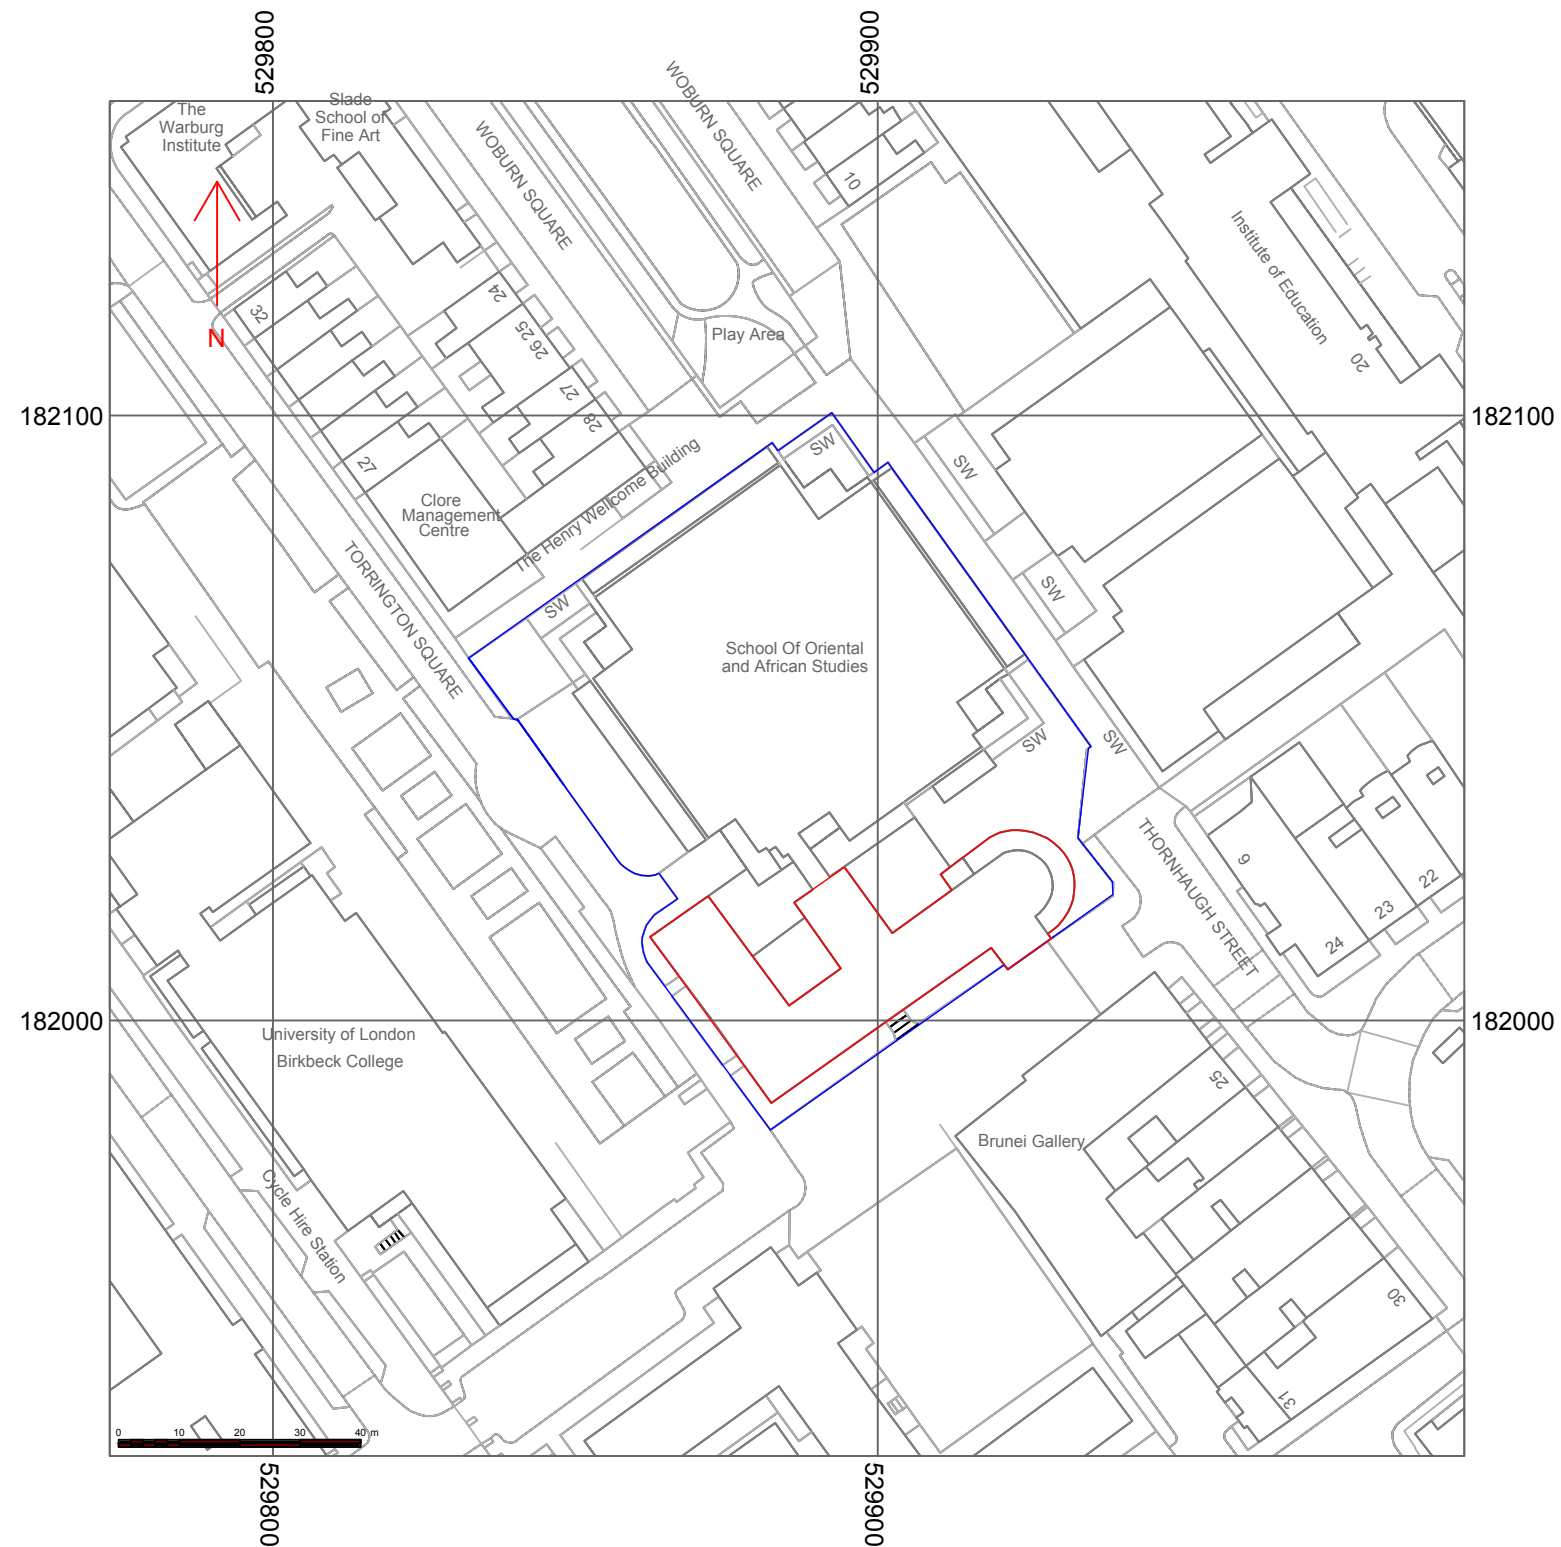 529800
529900
The
Warburg
Institute
Slade
School of
Fine Art
WOBURN SQUARE
WOBURN SQUARE
10
Institute of Education
20
N
32
24
26 25
27
28
Play Area
182100
182100
27
Clore
Management
Centre
The Henry Wellcome Building
SW
SW
SW
SW
TORRINGTON SQUARE
School Of Oriental
and African Studies
SW
SW
THORNHAUGH STREET
9
22
23
24
182000
182000
University of London
Birkbeck College
25
Brunei Gallery
Cycle Hire Station
30
31
0 10 20 30 40 m
529800
529900